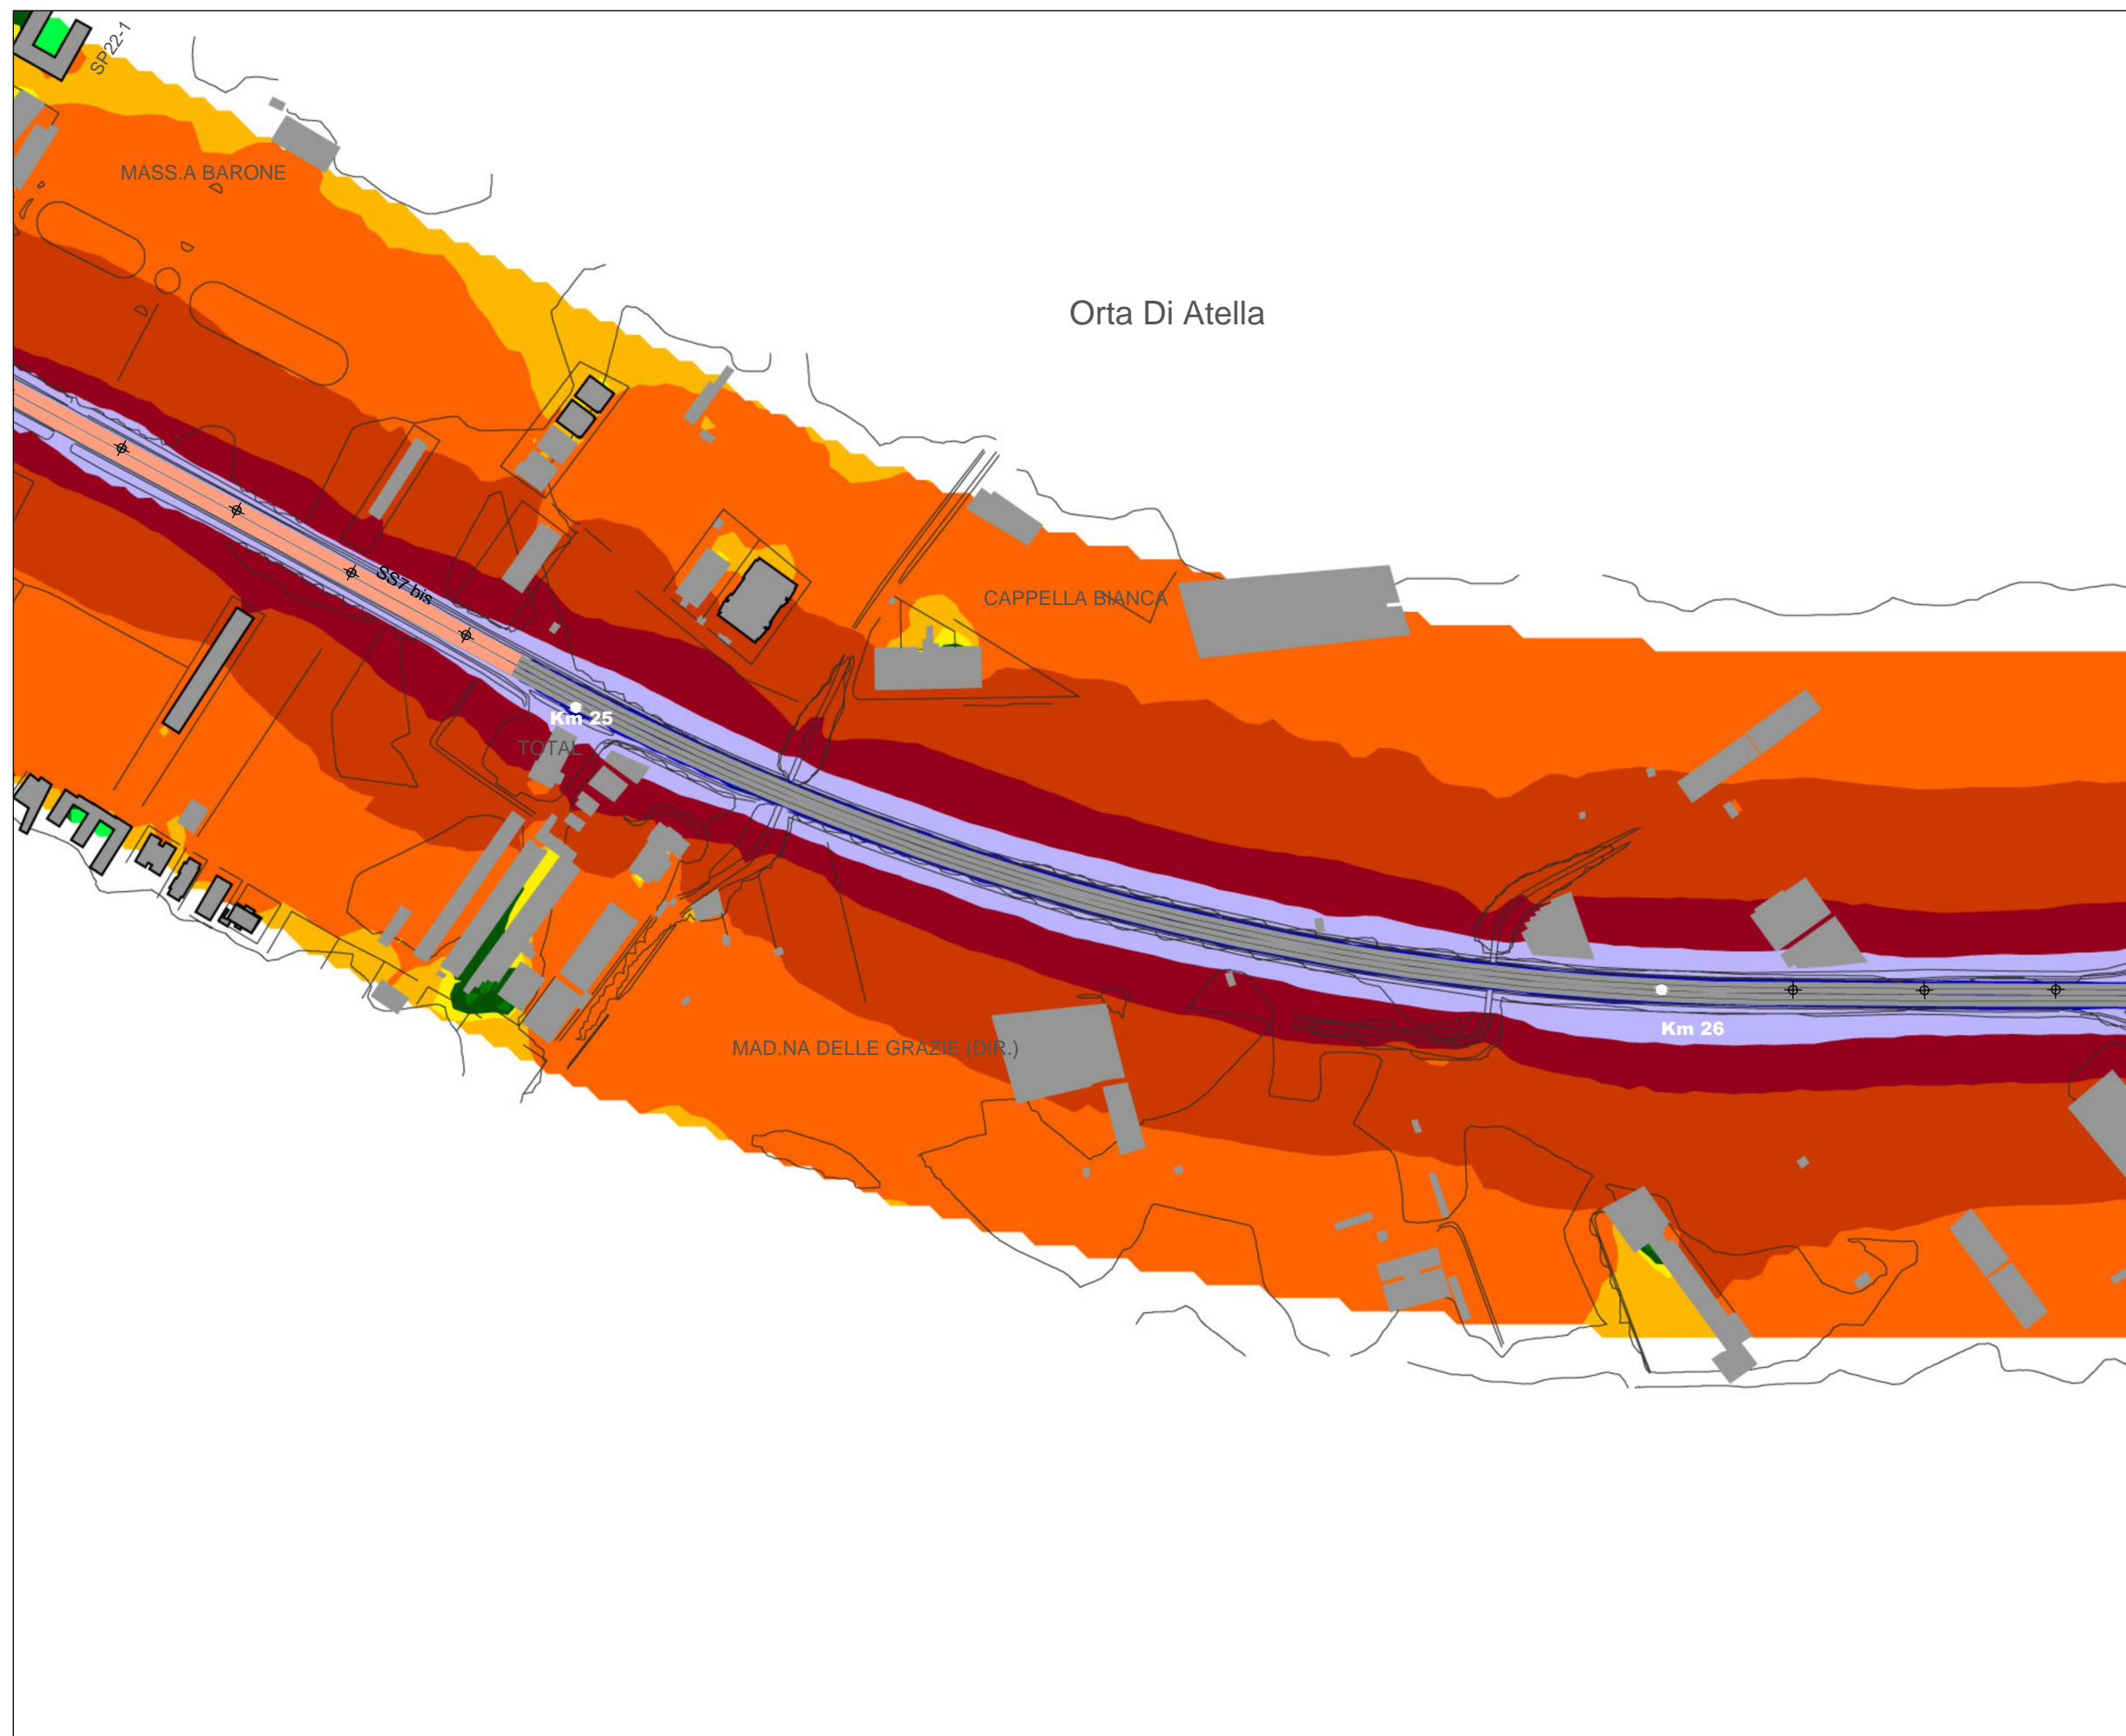 SP22-1
MASS.A BARONE
Orta Di Atella
SS7 bis
CAPPELLA BIANCA
Km 25
TOTAL
Km 26
MAD.NA DELLE GRAZIE (DIR.)